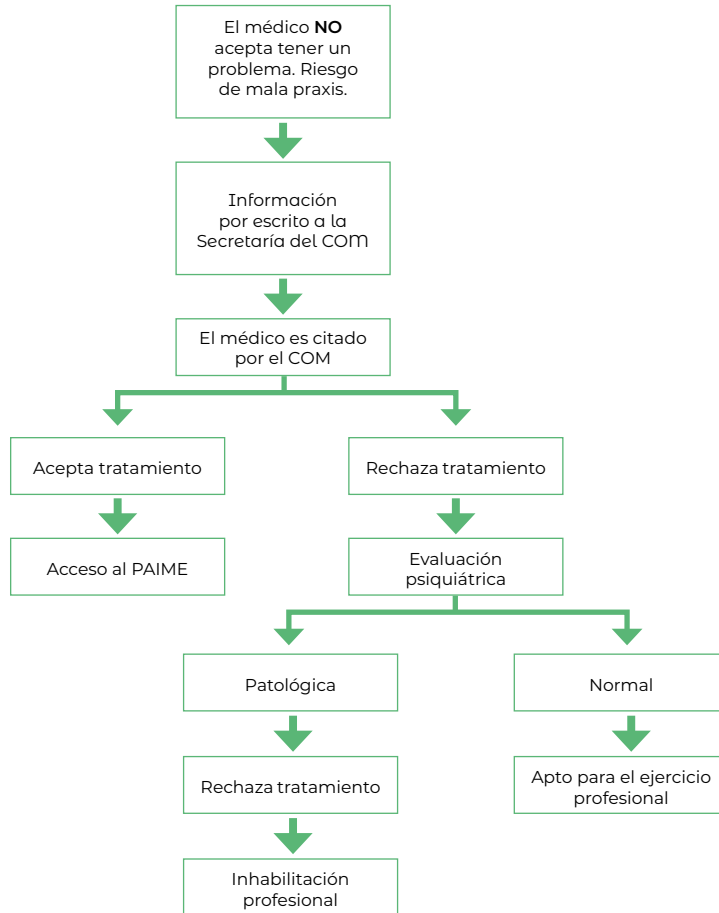 El médico NO
acepta tener un
problema. Riesgo
de mala praxis.
Información
por escrito a la
Secretaría del COM
El médico es citado
por el COM
Acepta tratamiento
Rechaza tratamiento
Acceso al PAIME
Evaluación
psiquiátrica
Patológica
Normal
Rechaza tratamiento
Apto para el ejercicio
profesional
Inhabilitación
profesional